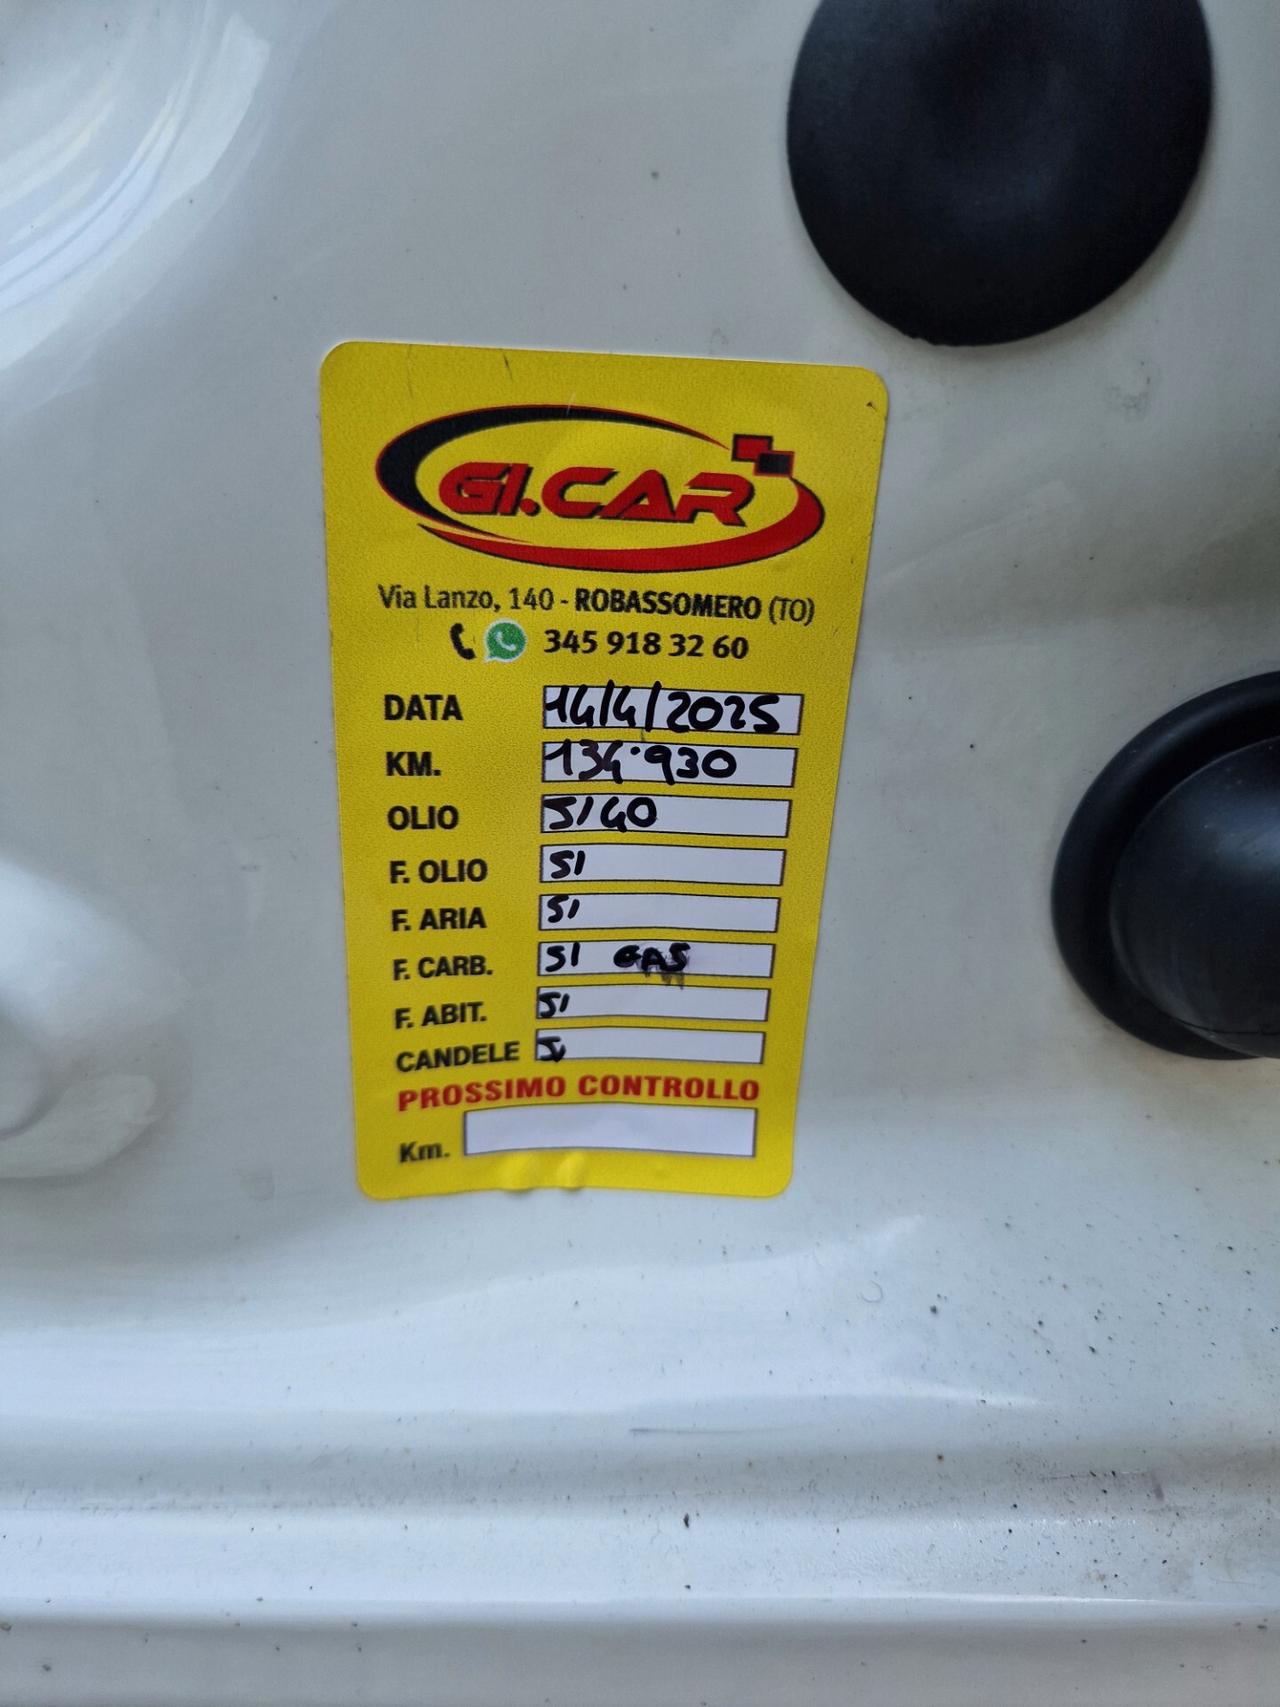 GI.CAR
Via Lanzo, 140 - ROBASSOMERO (TO)
345 918 32 60
DATA 14/4/2025
KM. 134.930
OLIO 5/40
F. OLIO SI
F. ARIA SI
F. CARB. SI GAS
F. ABIT. SI
CANDELE SI
PROSSIMO CONTROLLO
Km.